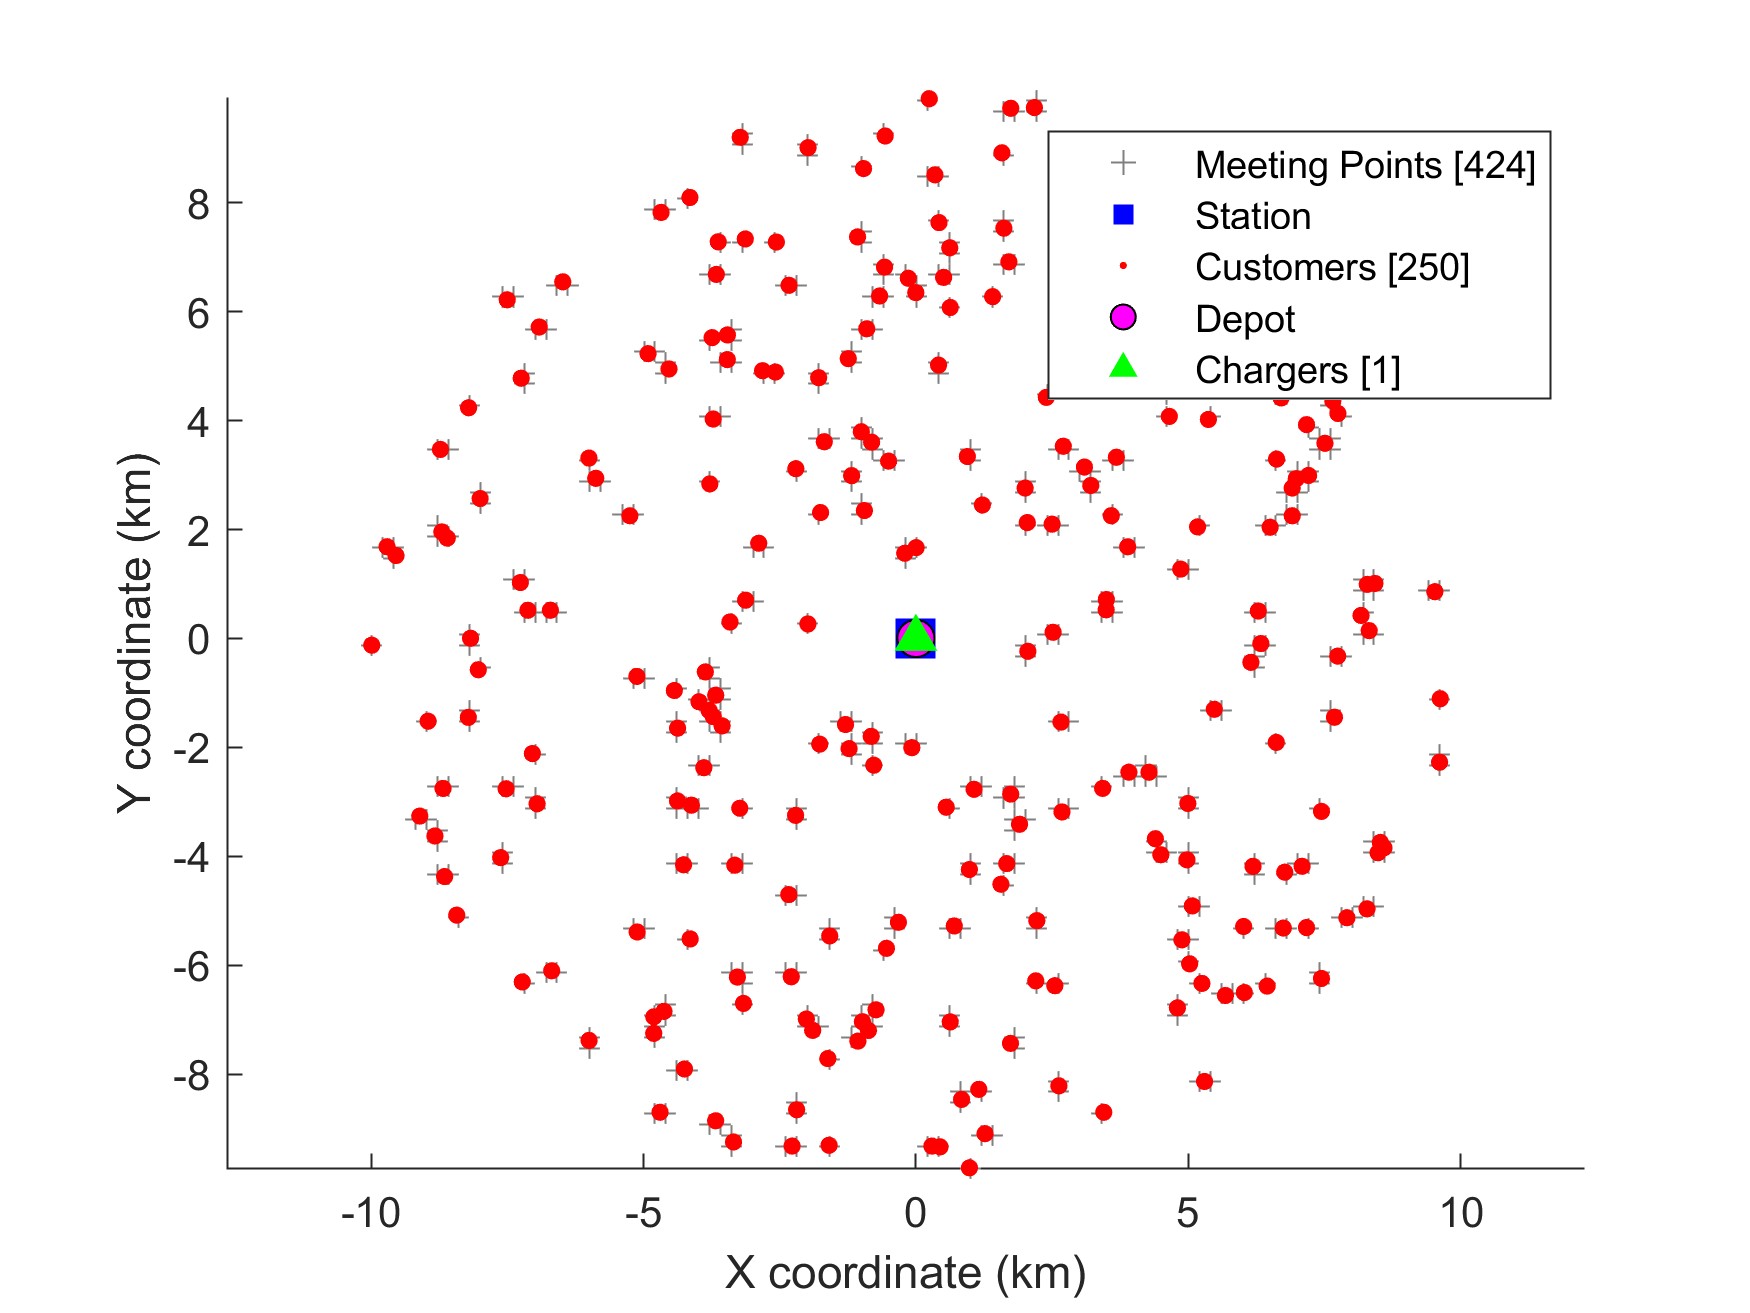 Meeting Points [424]
Station
Customers [250]
Depot
Chargers [1]
8
6
4
2
0
-2
-4
-6
-8
Y coordinate (km)
-10 -5 0 5 10
X coordinate (km)